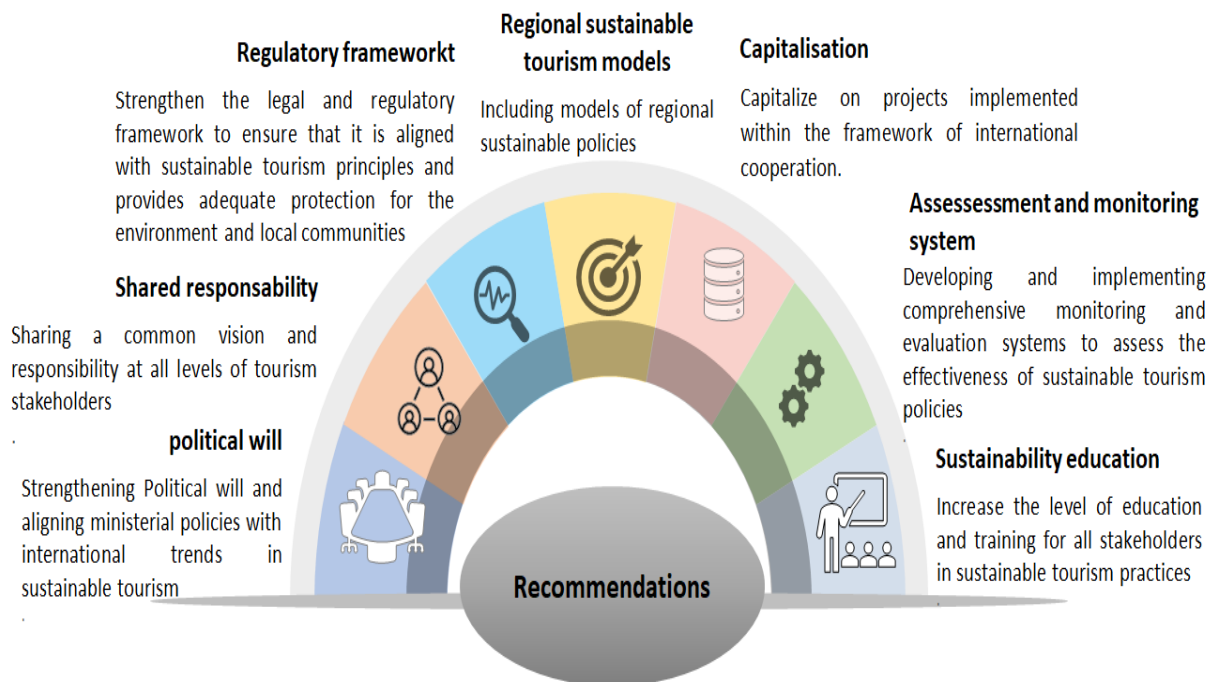 Regulatory frameworkt
Strengthen the legal and regulatory
framework to ensure that it is aligned
with sustainable tourism principles and
provides adequate protection for the
environment and local communities
Regional sustainable
tourism models
Including models of regional
sustainable policies
Capitalisation
Capitalize on projects implemented
within the framework of international
cooperation.
Shared responsability
Sharing a common vision and
responsibility at all levels of tourism
stakeholders
.
Assessessment and monitoring
system
Developing and implementing
comprehensive monitoring and
evaluation systems to assess the
effectiveness of sustainable tourism
policies
.
political will
Strengthening Political will and
aligning ministerial policies with
international trends in
sustainable tourism
.
Sustainability education
Increase the level of education
and training for all stakeholders
in sustainable tourism practices
.
Recommendations